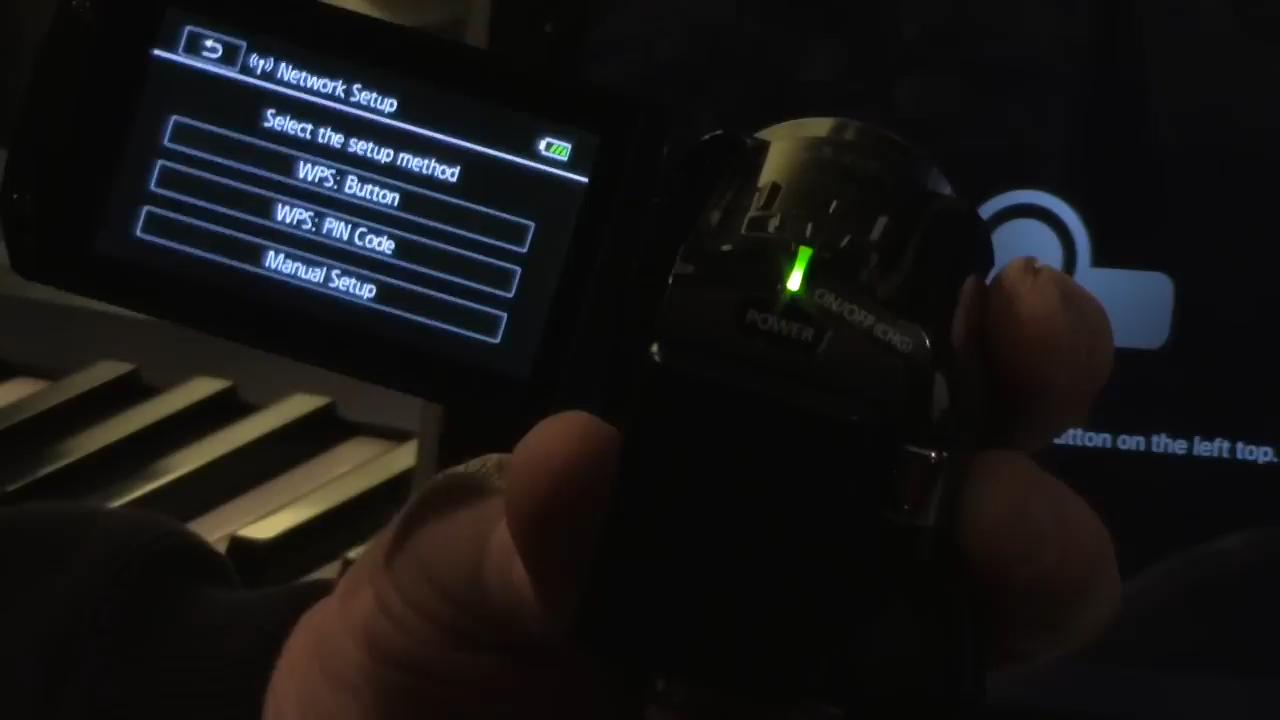 Network Setup
Select the setup method
WPS: Button
WPS: PIN Code
Manual Setup
ON/OFF (CHG)
POWER
on the left top.